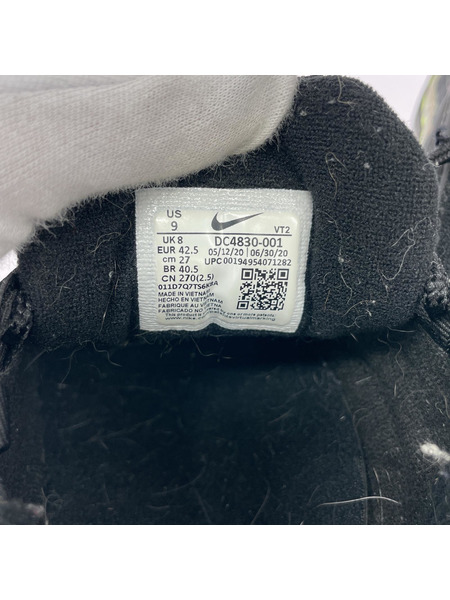 US
9
VT2
UK 8
DC4830-001
EUR 42.5
05/12/20 | 06/30/20
cm 27
UPC 00194954071282
BR 40.5
CN 270(2.5)
MADE IN VIETNAM
HECHO EN VIETNAM
FABRIQUE AU VIETNAM
FABRICADO NO VIETNAM